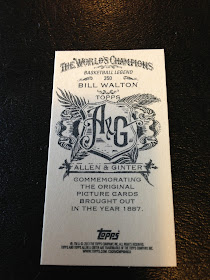 THE WORLD'S CHAMPIONS
BASKETBALL LEGEND
250
BILL WALTON
TOPPS
A&G
ALLEN & GINTER
COMMEMORATING
THE ORIGINAL
PICTURE CARDS
BROUGHT OUT
IN THE YEAR 1887.
Topps